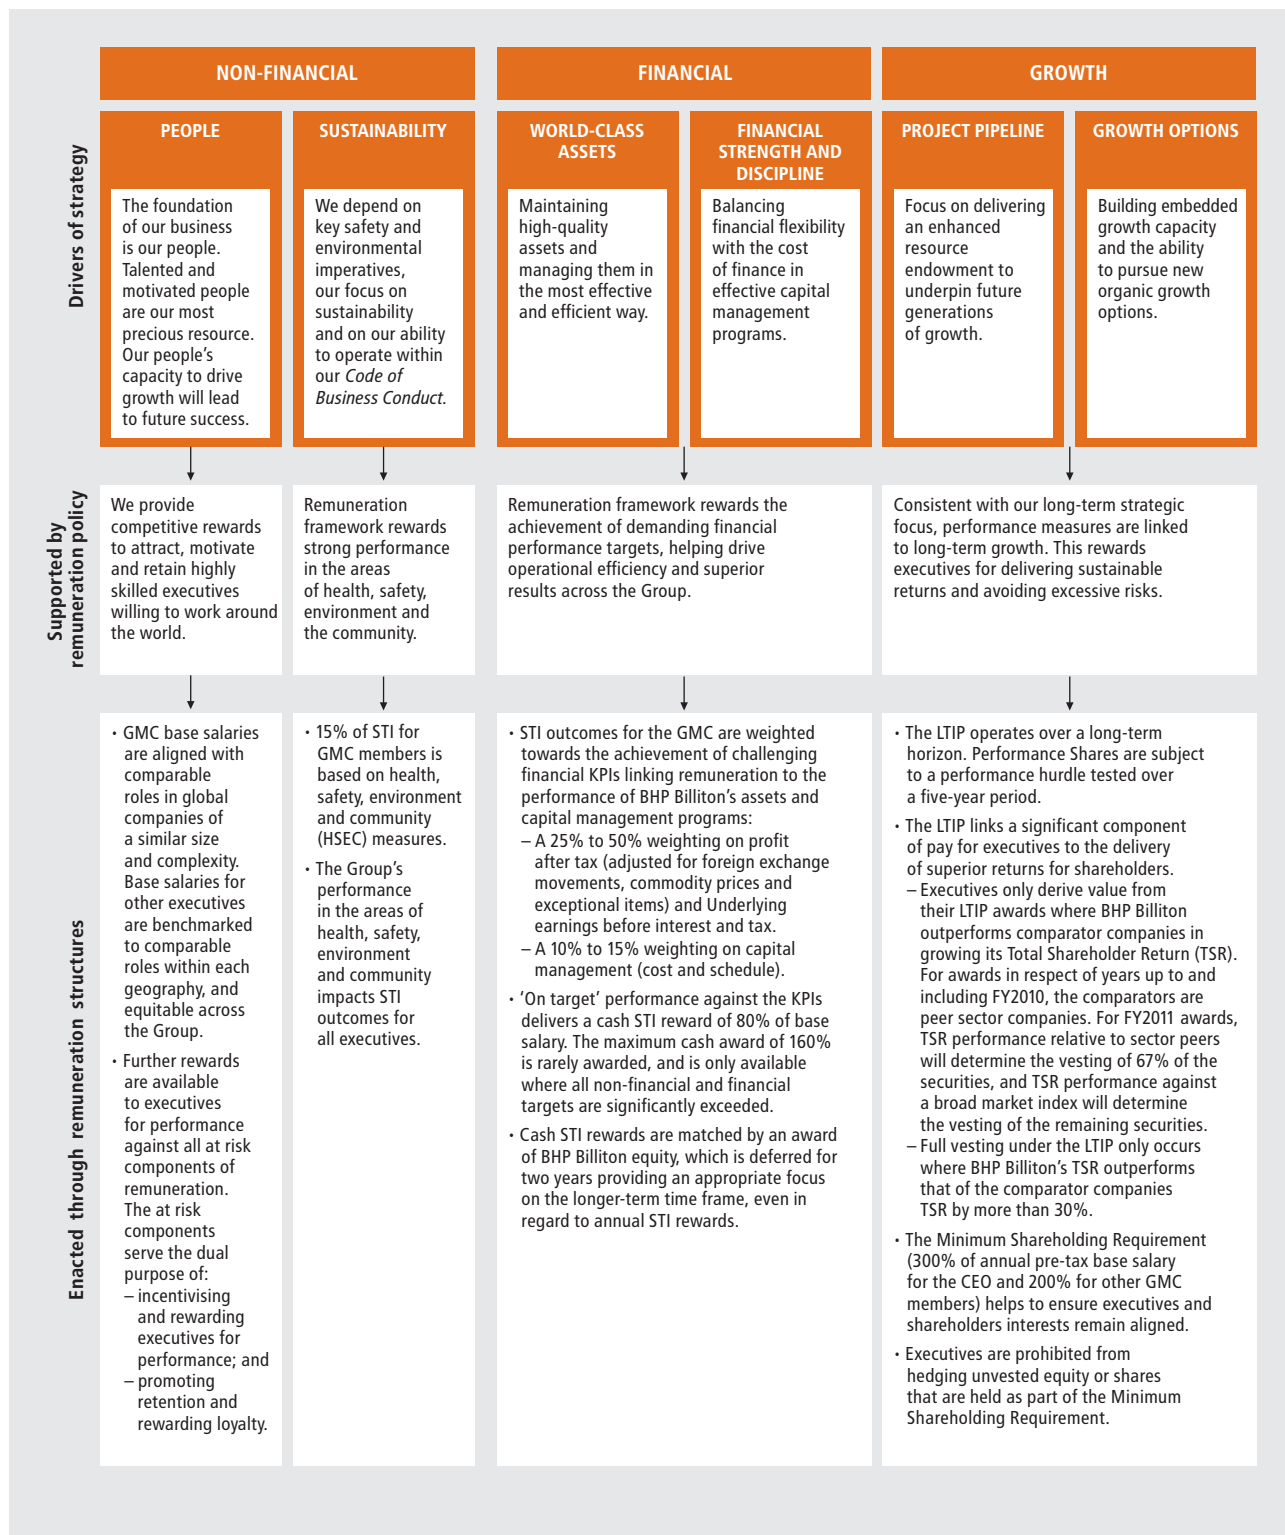 NON-FINANCIAL
FINANCIAL
GROWTH
Drivers of strategy
PEOPLE
The foundation
of our business
is our people.
Talented and
motivated people
are our most
precious resource.
Our people’s
capacity to drive
growth will lead
to future success.
SUSTAINABILITY
We depend on
key safety and
environmental
imperatives,
our focus on
sustainability
and on our ability
to operate within
our Code of
Business Conduct.
WORLD-CLASS
ASSETS
Maintaining
high-quality
assets and
managing them in
the most effective
and efficient way.
FINANCIAL
STRENGTH AND
DISCIPLINE
Balancing
financial flexibility
with the cost
of finance in
effective capital
management
programs.
PROJECT PIPELINE
Focus on delivering
an enhanced
resource
endowment to
underpin future
generations
of growth.
GROWTH OPTIONS
Building embedded
growth capacity
and the ability
to pursue new
organic growth
options.
Supported by
remuneration policy
We provide
competitive rewards
to attract, motivate
and retain highly
skilled executives
willing to work around
the world.
Remuneration
framework rewards
strong performance
in the areas
of health, safety,
environment and
the community.
Remuneration framework rewards the
achievement of demanding financial
performance targets, helping drive
operational efficiency and superior
results across the Group.
Consistent with our long-term strategic
focus, performance measures are linked
to long-term growth. This rewards
executives for delivering sustainable
returns and avoiding excessive risks.
Enacted through remuneration structures
· GMC base salaries
are aligned with
comparable
roles in global
companies of
a similar size
and complexity.
Base salaries for
other executives
are benchmarked
to comparable
roles within each
geography, and
equitable across
the Group.
· Further rewards
are available
to executives
for performance
against all at risk
components of
remuneration.
The at risk
components
serve the dual
purpose of:
– incentivising
and rewarding
executives for
performance; and
– promoting
retention and
rewarding loyalty.
· 15% of STI for
GMC members is
based on health,
safety, environment
and community
(HSEC) measures.
· The Group’s
performance
in the areas of
health, safety,
environment
and community
impacts STI
outcomes for
all executives.
· STI outcomes for the GMC are weighted
towards the achievement of challenging
financial KPIs linking remuneration to the
performance of BHP Billiton’s assets and
capital management programs:
– A 25% to 50% weighting on profit
after tax (adjusted for foreign exchange
movements, commodity prices and
exceptional items) and Underlying
earnings before interest and tax.
– A 10% to 15% weighting on capital
management (cost and schedule).
· ‘On target’ performance against the KPIs
delivers a cash STI reward of 80% of base
salary. The maximum cash award of 160%
is rarely awarded, and is only available
where all non-financial and financial
targets are significantly exceeded.
· Cash STI rewards are matched by an award
of BHP Billiton equity, which is deferred for
two years providing an appropriate focus
on the longer-term time frame, even in
regard to annual STI rewards.
· The LTIP operates over a long-term
horizon. Performance Shares are subject
to a performance hurdle tested over
a five-year period.
· The LTIP links a significant component
of pay for executives to the delivery
of superior returns for shareholders.
– Executives only derive value from
their LTIP awards where BHP Billiton
outperforms comparator companies in
growing its Total Shareholder Return (TSR).
For awards in respect of years up to and
including FY2010, the comparators are
peer sector companies. For FY2011 awards,
TSR performance relative to sector peers
will determine the vesting of 67% of the
securities, and TSR performance against
a broad market index will determine
the vesting of the remaining securities.
– Full vesting under the LTIP only occurs
where BHP Billiton’s TSR outperforms
that of the comparator companies
TSR by more than 30%.
· The Minimum Shareholding Requirement
(300% of annual pre-tax base salary
for the CEO and 200% for other GMC
members) helps to ensure executives and
shareholders interests remain aligned.
· Executives are prohibited from
hedging unvested equity or shares
that are held as part of the Minimum
Shareholding Requirement.